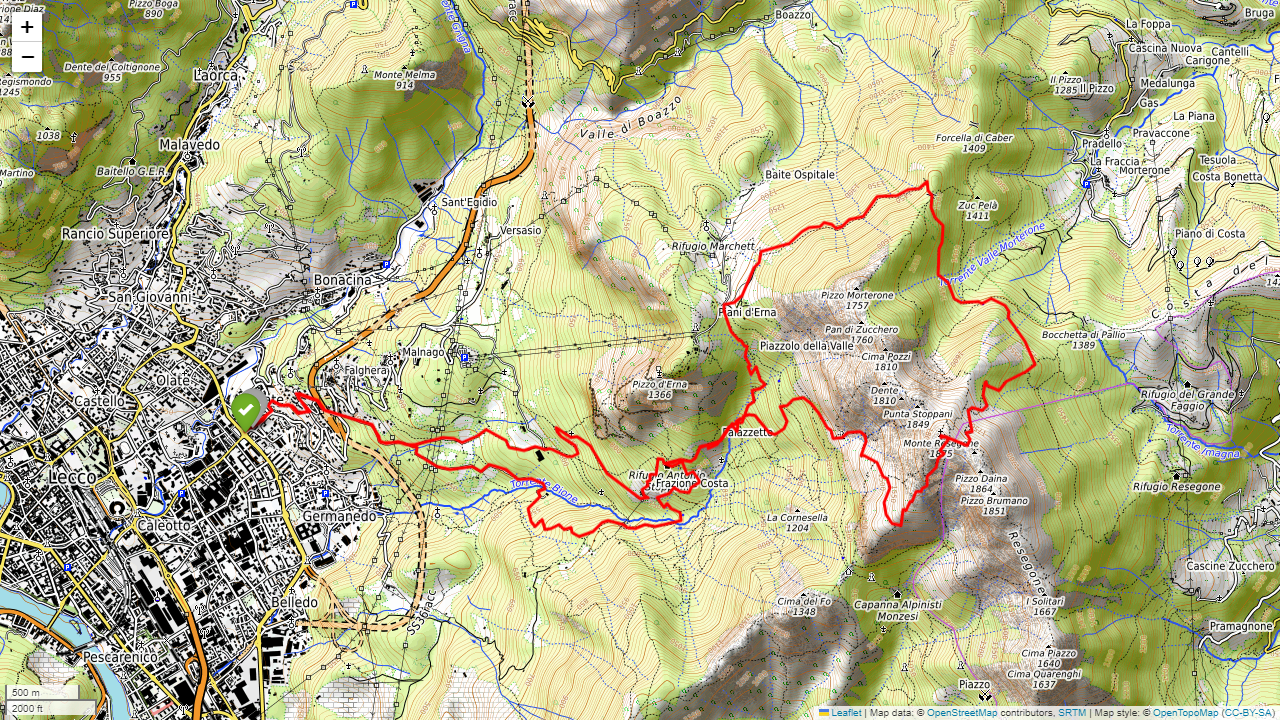 +
−
Pizzo Boga
890
Dente del Coltignone
955
1038
Laorca
Monte Melma
914
Malavedo
Baitello G.E.R.
Rancio Superiore
Sant'Egidio
Versasio
San Giovanni
Bonacina
Olate
Castello
Malnago
Falghera
Lecco
Caleotto
Germanedo
Belledo
Pescarenico
Torrente Bione
Boazzo
Valle di Boazzo
Baite Ospitale
Rifugio Marchett
Piani d'Erna
Piazzolo della Valle
Pizzo d'Erna
1366
Frazione Costa
Pizzo Morterone
1757
Pan di Zucchero
1760
Cima Pozzi
1810
Dente
1810
Punta Stoppani
1849
Monte Resegone
1875
Pizzo Daina
1864
Pizzo Brumano
1851
Resegone
La Cornesella
1204
Cima del Fo
1348
Capanna Alpinisti
Monzesi
I Solitari
1667
Cima Piazzo
1640
Cima Quarenghi
1637
Piazzo
Forcella di Caber
1409
Zuc Pelà
1411
Torrente Valle Morterone
Bocchetta di Pallio
1389
Costa del
Rifugio del Grande
Faggio
Torrente Imagna
Rifugio Resegone
Cascine Zucchero
Pramagnone
La Foppa
Bruga
Cascina Nuova
Cantelli
Carigone
Il Pizzo
1285
Il Pizzo
Medalunga
Gas
La Piana
Pravaccone
Pradello
La Fraccia
Morterone
Tesuola
Costa Bonetta
Piano di Costa
500 m
2000 ft
Leaflet | Map data: © OpenStreetMap contributors, SRTM | Map style: © OpenTopoMap (CC-BY-SA)